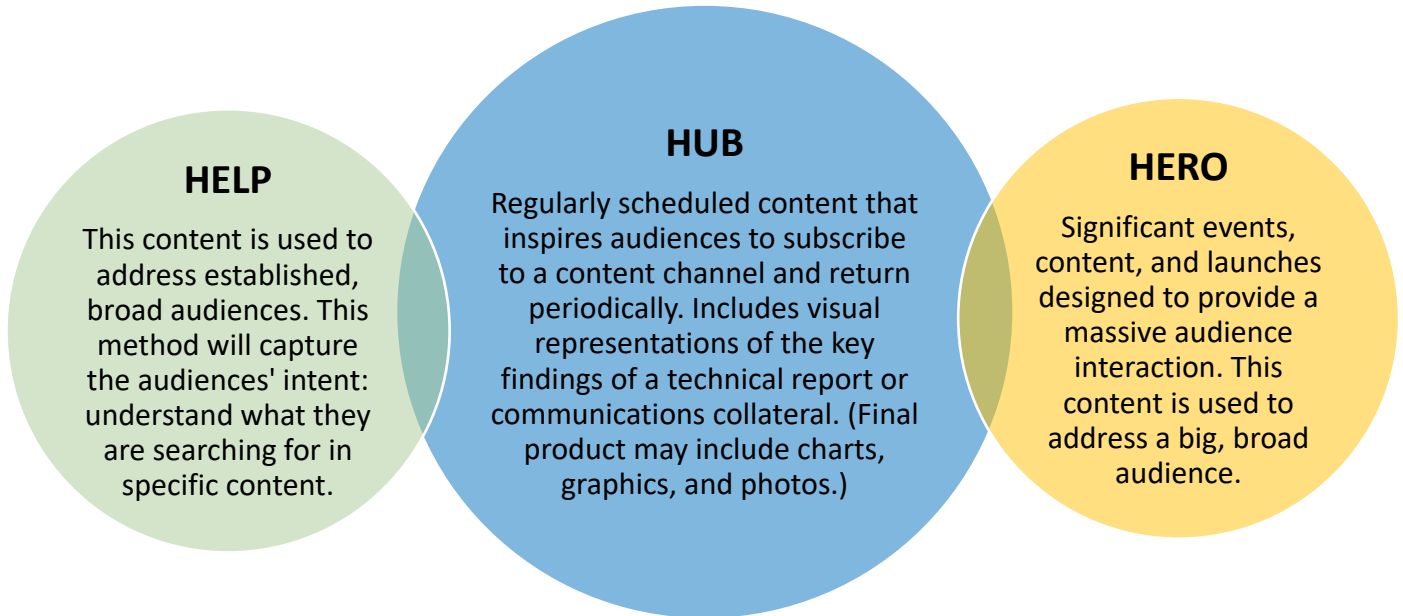 HELP
This content is used to
address established,
broad audiences. This
method will capture
the audiences' intent:
understand what they
are searching for in
specific content.
HUB
Regularly scheduled content that
inspires audiences to subscribe
to a content channel and return
periodically. Includes visual
representations of the key
findings of a technical report or
communications collateral. (Final
product may include charts,
graphics, and photos.)
HERO
Significant events,
content, and launches
designed to provide a
massive audience
interaction. This
content is used to
address a big, broad
audience.